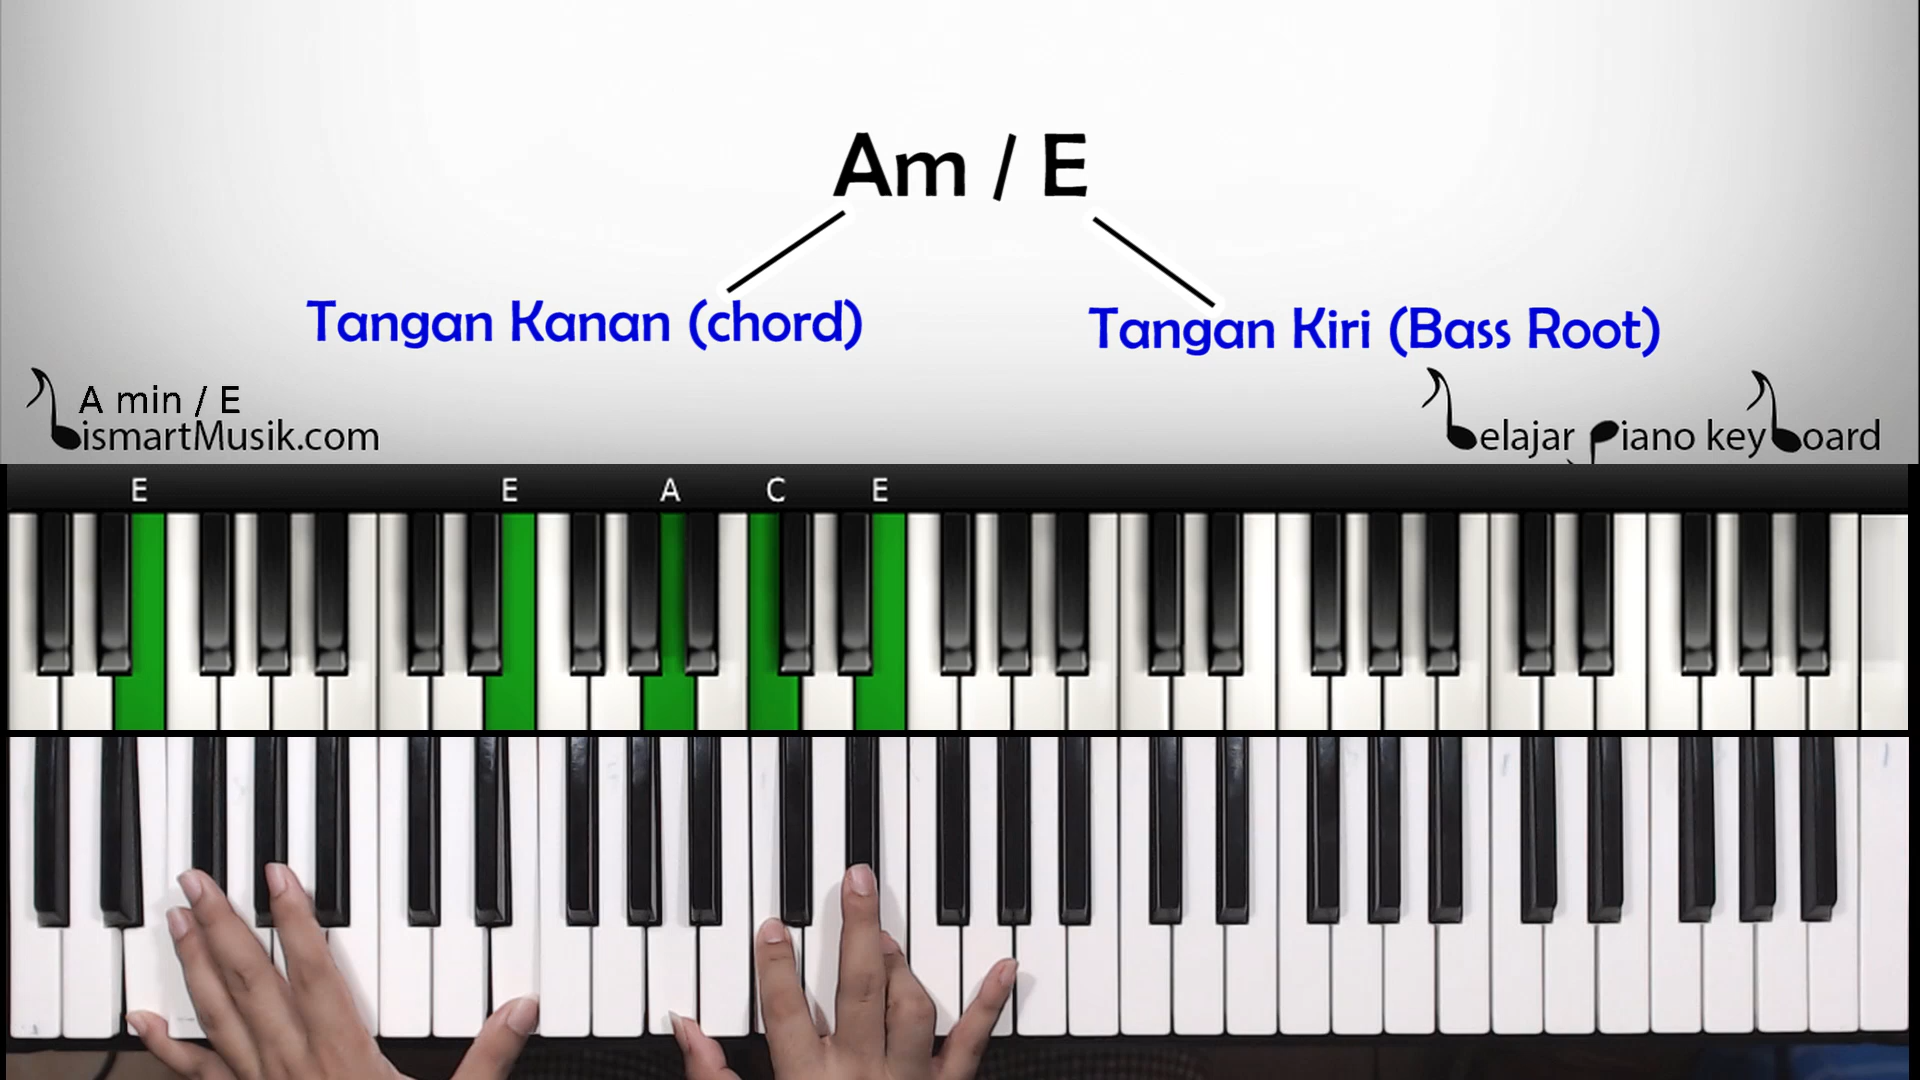 Am / E
Tangan Kanan (chord)
Tangan Kiri (Bass Root)
A min / E
bismartMusik.com
belajar piano keyboard
E E A C E